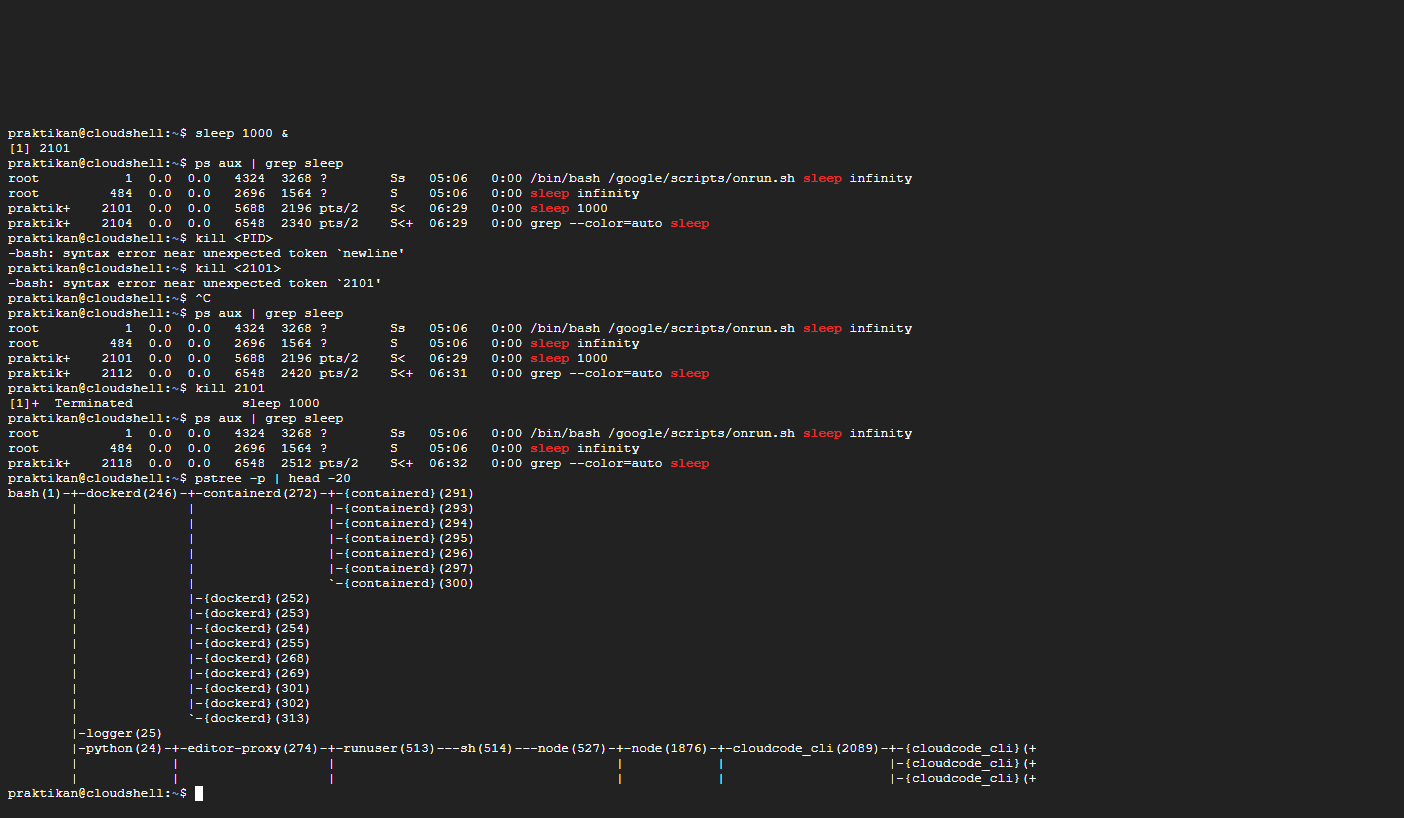 praktikan@cloudshell:~$ sleep 1000 &
[1] 2101
praktikan@cloudshell:~$ ps aux | grep sleep
root           1  0.0  0.0   4324  3268 ?        Ss   05:06   0:00 /bin/bash /google/scripts/onrun.sh sleep infinity
root         484  0.0  0.0   2696  1564 ?        S    05:06   0:00 sleep infinity
praktik+    2101  0.0  0.0   5688  2196 pts/2    S<   06:29   0:00 sleep 1000
praktik+    2104  0.0  0.0   6548  2340 pts/2    S<+  06:29   0:00 grep --color=auto sleep
praktikan@cloudshell:~$ kill <PID>
-bash: syntax error near unexpected token `newline'
praktikan@cloudshell:~$ kill <2101>
-bash: syntax error near unexpected token `2101'
praktikan@cloudshell:~$ ^C
praktikan@cloudshell:~$ ps aux | grep sleep
root           1  0.0  0.0   4324  3268 ?        Ss   05:06   0:00 /bin/bash /google/scripts/onrun.sh sleep infinity
root         484  0.0  0.0   2696  1564 ?        S    05:06   0:00 sleep infinity
praktik+    2101  0.0  0.0   5688  2196 pts/2    S<   06:29   0:00 sleep 1000
praktik+    2112  0.0  0.0   6548  2420 pts/2    S<+  06:31   0:00 grep --color=auto sleep
praktikan@cloudshell:~$ kill 2101
[1]+  Terminated              sleep 1000
praktikan@cloudshell:~$ ps aux | grep sleep
root           1  0.0  0.0   4324  3268 ?        Ss   05:06   0:00 /bin/bash /google/scripts/onrun.sh sleep infinity
root         484  0.0  0.0   2696  1564 ?        S    05:06   0:00 sleep infinity
praktik+    2118  0.0  0.0   6548  2512 pts/2    S<+  06:32   0:00 grep --color=auto sleep
praktikan@cloudshell:~$ pstree -p | head -20
bash(1)-+-dockerd(246)-+-containerd(272)-+-{containerd}(291)
        |              |                 |-{containerd}(293)
        |              |                 |-{containerd}(294)
        |              |                 |-{containerd}(295)
        |              |                 |-{containerd}(296)
        |              |                 |-{containerd}(297)
        |              |                 `-{containerd}(300)
        |              |-{dockerd}(252)
        |              |-{dockerd}(253)
        |              |-{dockerd}(254)
        |              |-{dockerd}(255)
        |              |-{dockerd}(268)
        |              |-{dockerd}(269)
        |              |-{dockerd}(301)
        |              |-{dockerd}(302)
        |              `-{dockerd}(313)
        |-logger(25)
        |-python(24)-+-editor-proxy(274)-+-runuser(513)---sh(514)---node(527)-+-node(1876)-+-cloudcode_cli(2089)-+-{cloudcode_cli}(+
        |            |                   |                                    |            |                     |-{cloudcode_cli}(+
        |            |                   |                                    |            |                     |-{cloudcode_cli}(+
praktikan@cloudshell:~$